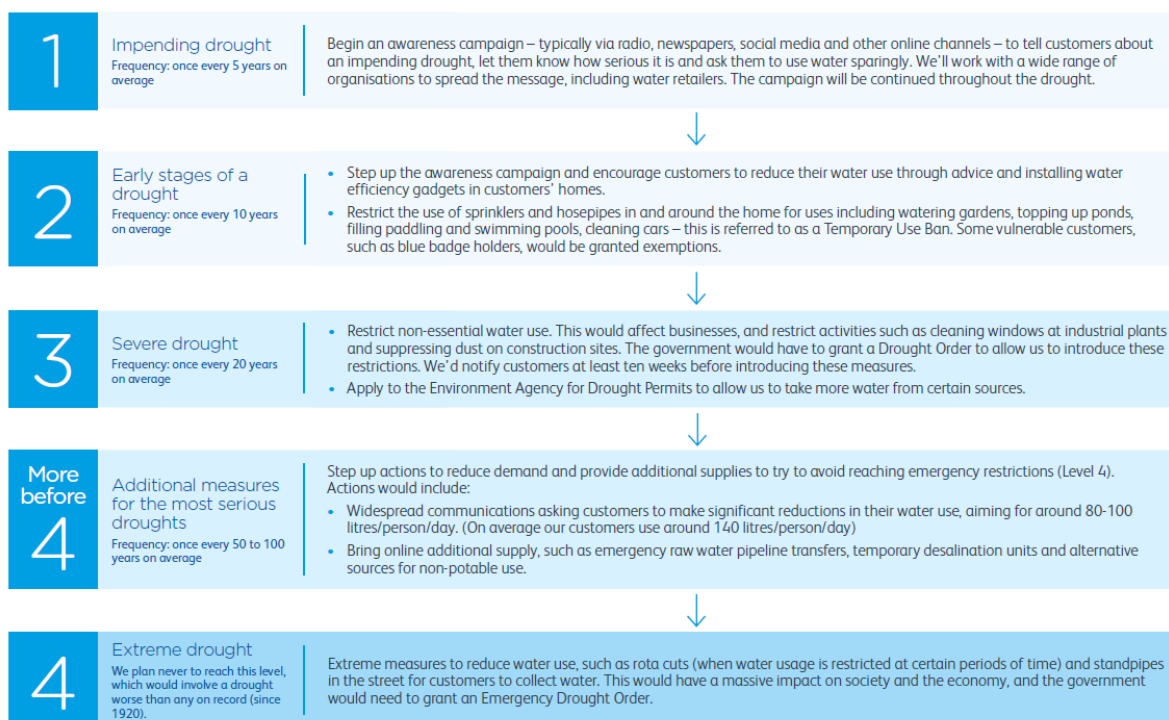 1
Impending drought
Frequency: once every 5 years on
average
Begin an awareness campaign – typically via radio, newspapers, social media and other online channels – to tell customers about
an impending drought, let them know how serious it is and ask them to use water sparingly. We’ll work with a wide range of
organisations to spread the message, including water retailers. The campaign will be continued throughout the drought.
2
Early stages of a
drought
Frequency: once every 10 years
on average
• Step up the awareness campaign and encourage customers to reduce their water use through advice and installing water
efficiency gadgets in customers’ homes.
• Restrict the use of sprinklers and hosepipes in and around the home for uses including watering gardens, topping up ponds,
filling paddling and swimming pools, cleaning cars – this is referred to as a Temporary Use Ban. Some vulnerable customers,
such as blue badge holders, would be granted exemptions.
3
Severe drought
Frequency: once every 20 years
on average
• Restrict non-essential water use. This would affect businesses, and restrict activities such as cleaning windows at industrial plants
and suppressing dust on construction sites. The government would have to grant a Drought Order to allow us to introduce these
restrictions. We’d notify customers at least ten weeks before introducing these measures.
• Apply to the Environment Agency for Drought Permits to allow us to take more water from certain sources.
More
before
4
Additional measures
for the most serious
droughts
Frequency: once every 50 to 100
years on average
Step up actions to reduce demand and provide additional supplies to try to avoid reaching emergency restrictions (Level 4).
Actions would include:
• Widespread communications asking customers to make significant reductions in their water use, aiming for around 80-100
litres/person/day. (On average our customers use around 140 litres/person/day)
• Bring online additional supply, such as emergency raw water pipeline transfers, temporary desalination units and alternative
sources for non-potable use.
4
Extreme drought
We plan never to reach this level,
which would involve a drought
worse than any on record (since
1920).
Extreme measures to reduce water use, such as rota cuts (when water usage is restricted at certain periods of time) and standpipes
in the street for customers to collect water. This would have a massive impact on society and the economy, and the government
would need to grant an Emergency Drought Order.